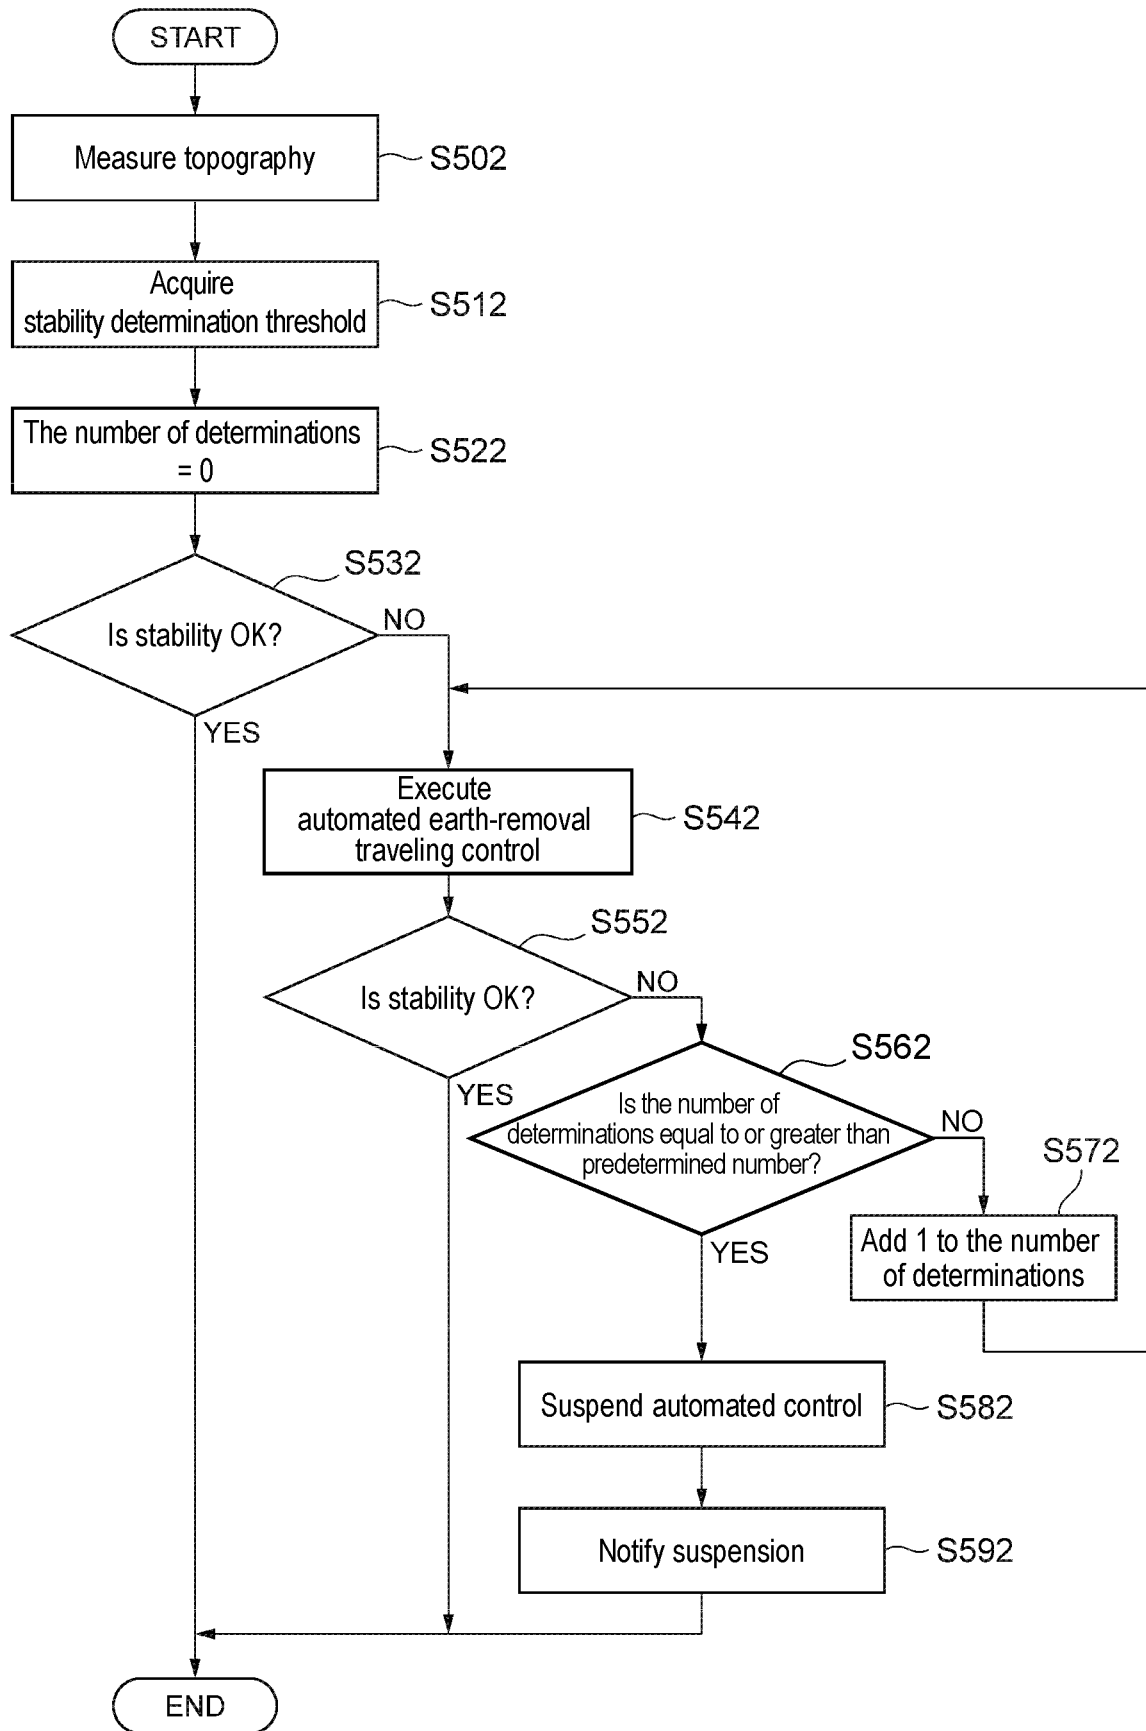 START
Measure topography
S502
Acquire
stability determination threshold
S512
The number of determinations
= 0
S522
S532
Is stability OK?
NO
YES
Execute
automated earth-removal
traveling control
S542
S552
Is stability OK?
NO
YES
S562
Is the number of
determinations equal to or greater than
predetermined number?
NO
YES
S572
Add 1 to the number
of determinations
Suspend automated control
S582
Notify suspension
S592
END